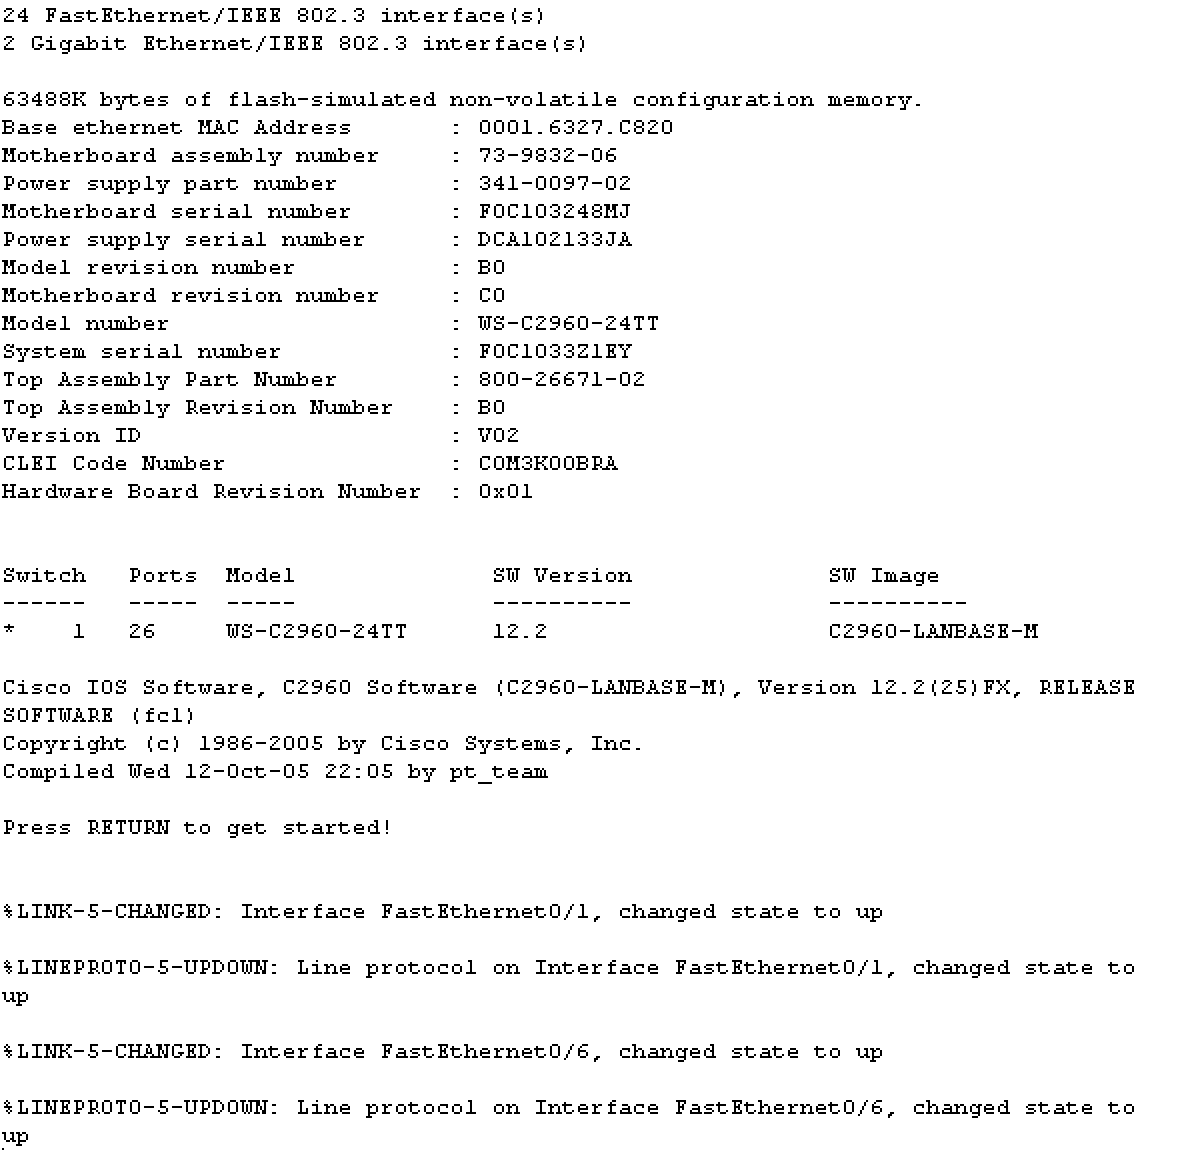 24 FastEthernet/IEEE 802.3 interface(s)
2 Gigabit Ethernet/IEEE 802.3 interface(s)
63488K bytes of flash-simulated non-volatile configuration memory.
Base ethernet MAC Address : 0001.6327.C820
Motherboard assembly number : 73-9832-06
Power supply part number : 341-0097-02
Motherboard serial number : FOC103248MJ
Power supply serial number : DCA102133JA
Model revision number : B0
Motherboard revision number : C0
Model number : WS-C2960-24TT
System serial number : FOC1033Z1EY
Top Assembly Part Number : 800-26671-02
Top Assembly Revision Number : B0
Version ID : V02
CLEI Code Number : COM3K00BRA
Hardware Board Revision Number : 0x01
Switch Ports Model SW Version SW Image
------ ----- ----- ---------- ----------
* 1 26 WS-C2960-24TT 12.2 C2960-LANBASE-M
Cisco IOS Software, C2960 Software (C2960-LANBASE-M), Version 12.2(25)FX, RELEASE
SOFTWARE (fc1)
Copyright (c) 1986-2005 by Cisco Systems, Inc.
Compiled Wed 12-Oct-05 22:05 by pt_team
Press RETURN to get started!
%LINK-5-CHANGED: Interface FastEthernet0/1, changed state to up
%LINEPROTO-5-UPDOWN: Line protocol on Interface FastEthernet0/1, changed state to
up
%LINK-5-CHANGED: Interface FastEthernet0/6, changed state to up
%LINEPROTO-5-UPDOWN: Line protocol on Interface FastEthernet0/6, changed state to
up